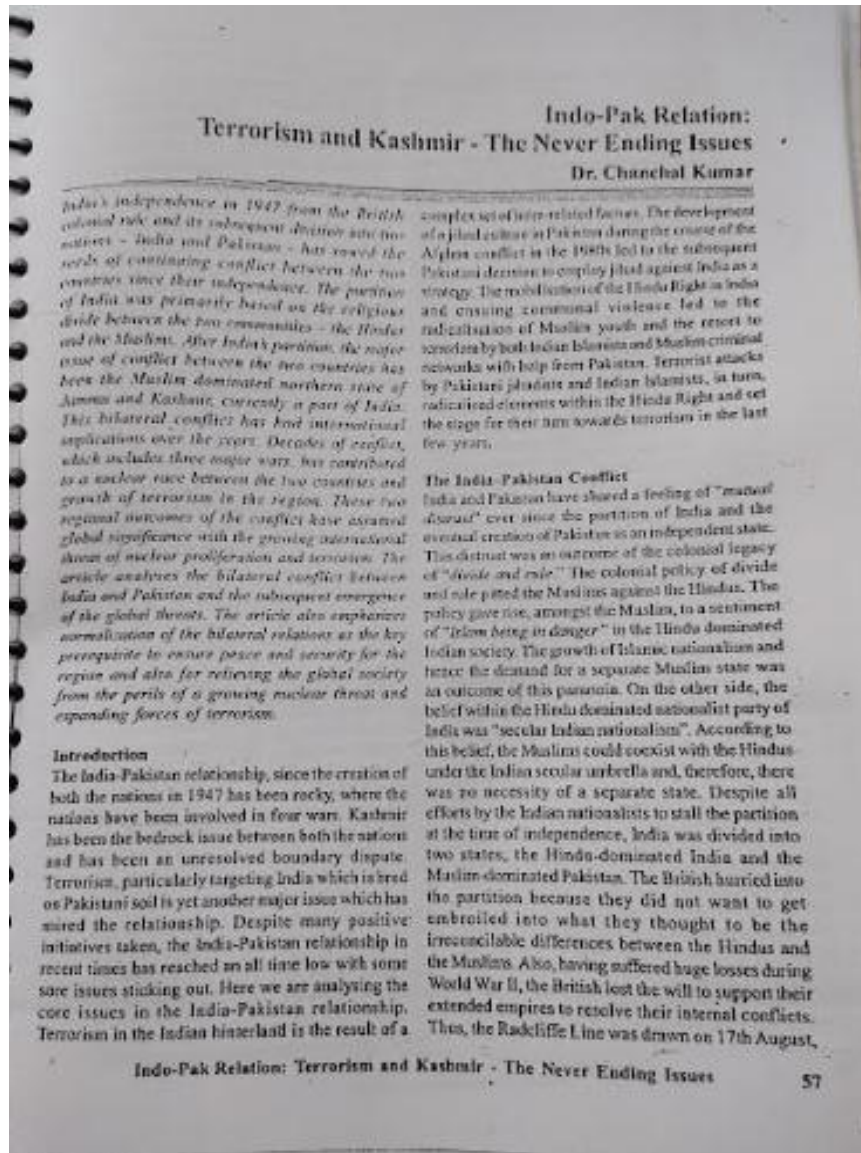 Indo-Pak Relation:
Terrorism and Kashmir - The Never Ending Issues
Dr. Chanchal Kumar
India's independence in 1947 from the British
colonial rule and its subsequent division into two
nations - India and Pakistan - has sowed the
seeds of continuing conflict between the two
countries since their independence. The partition
of India was primarily based on the religious
divide between the two communities - the Hindus
and the Muslims. After India's partition, the major
issue of conflict between the two countries has
been the Muslim dominated northern state of
Jammu and Kashmir, currently a part of India.
This bilateral conflict has had international
implications over the years. Decades of conflict,
which includes three major wars, has contributed
to a nuclear race between the two countries and
growth of terrorism in the region. These two
regional outcomes of the conflict have assumed
global significance with the growing international
threat of nuclear proliferation and terrorism. The
article analyses the bilateral conflict between
India and Pakistan and the subsequent emergence
of the global threats. The article also emphasizes
normalization of the bilateral relations as the key
prerequisite to ensure peace and security for the
region and also for relieving the global society
from the perils of a growing nuclear threat and
expanding forces of terrorism.
Introduction
The India-Pakistan relationship, since the creation of
both the nations in 1947 has been rocky, where the
nations have been involved in four wars. Kashmir
has been the bedrock issue between both the nations
and has been an unresolved boundary dispute.
Terrorism, particularly targeting India which is bred
on Pakistani soil is yet another major issue which has
mired the relationship. Despite many positive
initiatives taken, the India-Pakistan relationship in
recent times has reached an all time low with some
sore issues sticking out. Here we are analysing the
core issues in the India-Pakistan relationship.
Terrorism in the Indian hinterland is the result of a
complex set of inter-related factors. The development
of a jihad culture in Pakistan during the course of the
Afghan conflict in the 1980s led to the subsequent
Pakistani decision to employ jihad against India as a
strategy. The mobilisation of the Hindu Right in India
and ensuing communal violence led to the
radicalisation of Muslim youth and the resort to
terrorism by both Indian Islamists and Muslim criminal
networks with help from Pakistan. Terrorist attacks
by Pakistani jihadists and Indian Islamists, in turn,
radicalised elements within the Hindu Right and set
the stage for their turn towards terrorism in the last
few years.
The India-Pakistan Conflict
India and Pakistan have shared a feeling of "mutual
distrust" ever since the partition of India and the
eventual creation of Pakistan as an independent state.
This distrust was an outcome of the colonial legacy
of "divide and rule." The colonial policy of divide
and rule pitted the Muslims against the Hindus. The
policy gave rise, amongst the Muslim, to a sentiment
of "Islam being in danger" in the Hindu dominated
Indian society. The growth of Islamic nationalism and
hence the demand for a separate Muslim state was
an outcome of this paranoia. On the other side, the
belief within the Hindu dominated nationalist party of
India was "secular Indian nationalism". According to
this belief, the Muslims could coexist with the Hindus
under the Indian secular umbrella and, therefore, there
was no necessity of a separate state. Despite all
efforts by the Indian nationalists to stall the partition
at the time of independence, India was divided into
two states, the Hindu-dominated India and the
Muslim-dominated Pakistan. The British hurried into
the partition because they did not want to get
embroiled into what they thought to be the
irreconcilable differences between the Hindus and
the Muslims. Also, having suffered huge losses during
World War II, the British lost the will to support their
extended empires to resolve their internal conflicts.
Thus, the Radcliffe Line was drawn on 17th August,
Indo-Pak Relation: Terrorism and Kashmir - The Never Ending Issues
57